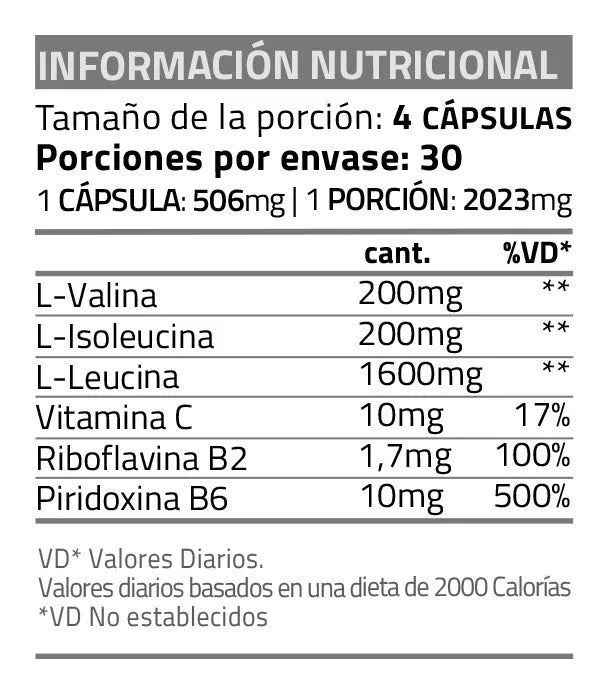 INFORMACIÓN NUTRICIONAL
Tamaño de la porción: 4 CÁPSULAS
Porciones por envase: 30
1 CÁPSULA: 506mg | 1 PORCIÓN: 2023mg
cant. %VD*
L-Valina 200mg **
L-Isoleucina 200mg **
L-Leucina 1600mg **
Vitamina C 10mg 17%
Riboflavina B2 1,7mg 100%
Piridoxina B6 10mg 500%
VD* Valores Diarios.
Valores diarios basados en una dieta de 2000 Calorías
*VD No establecidos